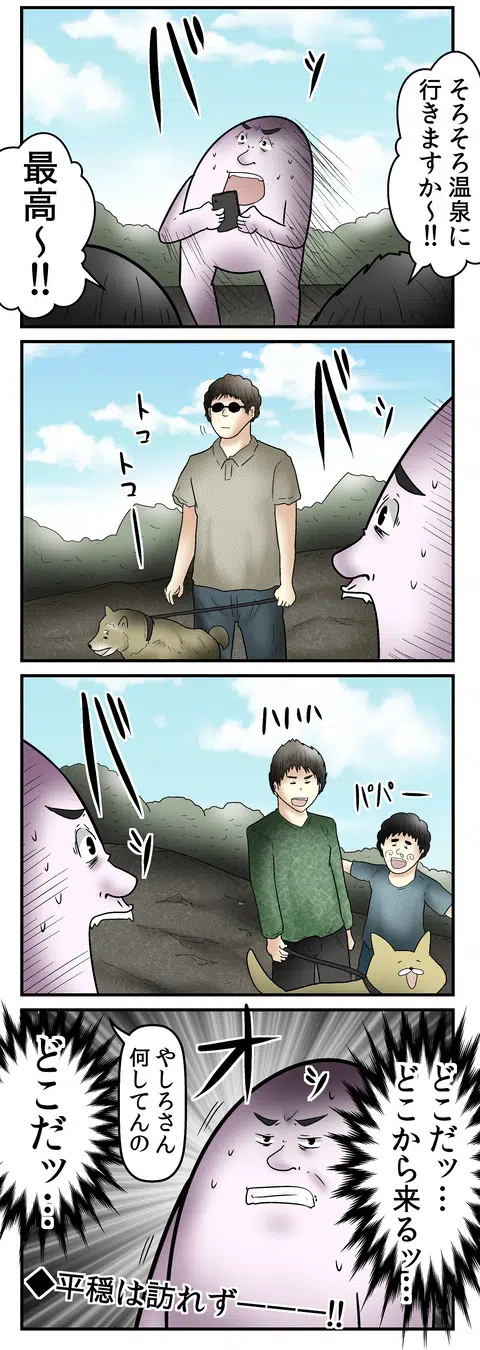 そろそろ温泉に
行きますか〜!!
バッ
最高〜!!
バッ
トコ
トコ
ハハハ
パパー
バッ
どこだッ…
どこから来るッ…
オ
ッ
やしろさん
何してんの
どこだッ…
◆平穏は訪れずーーー!!